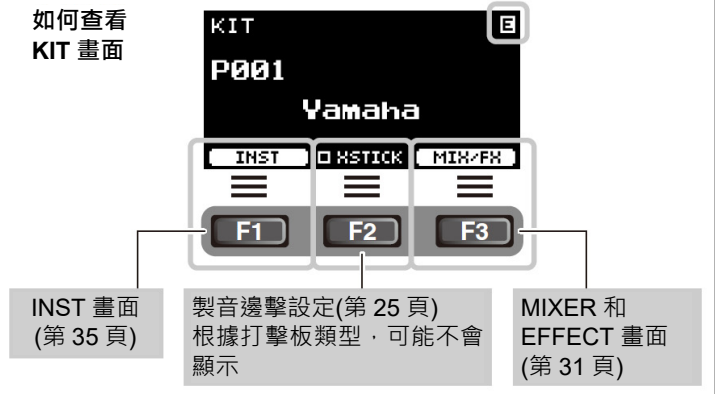 如何查看
KIT 畫面
KIT
E
P001
Yamaha
INST
XSTICK
MIX/FX
F1
F2
F3
INST 畫面
(第 35 頁)
製音邊擊設定(第 25 頁)
根據打擊板類型，可能不會
顯示
MIXER 和
EFFECT 畫面
(第 31 頁)